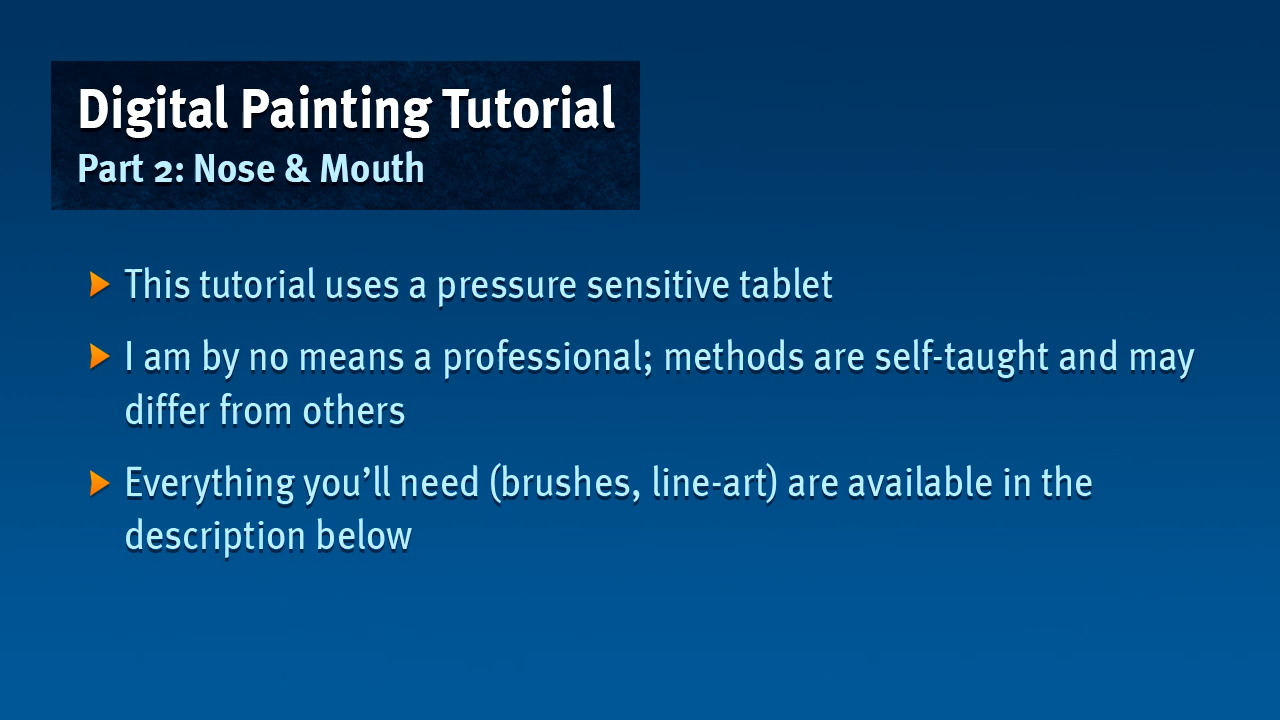 Digital Painting Tutorial
Part 2: Nose & Mouth
This tutorial uses a pressure sensitive tablet
I am by no means a professional; methods are self-taught and may
differ from others
Everything you’ll need (brushes, line-art) are available in the
description below